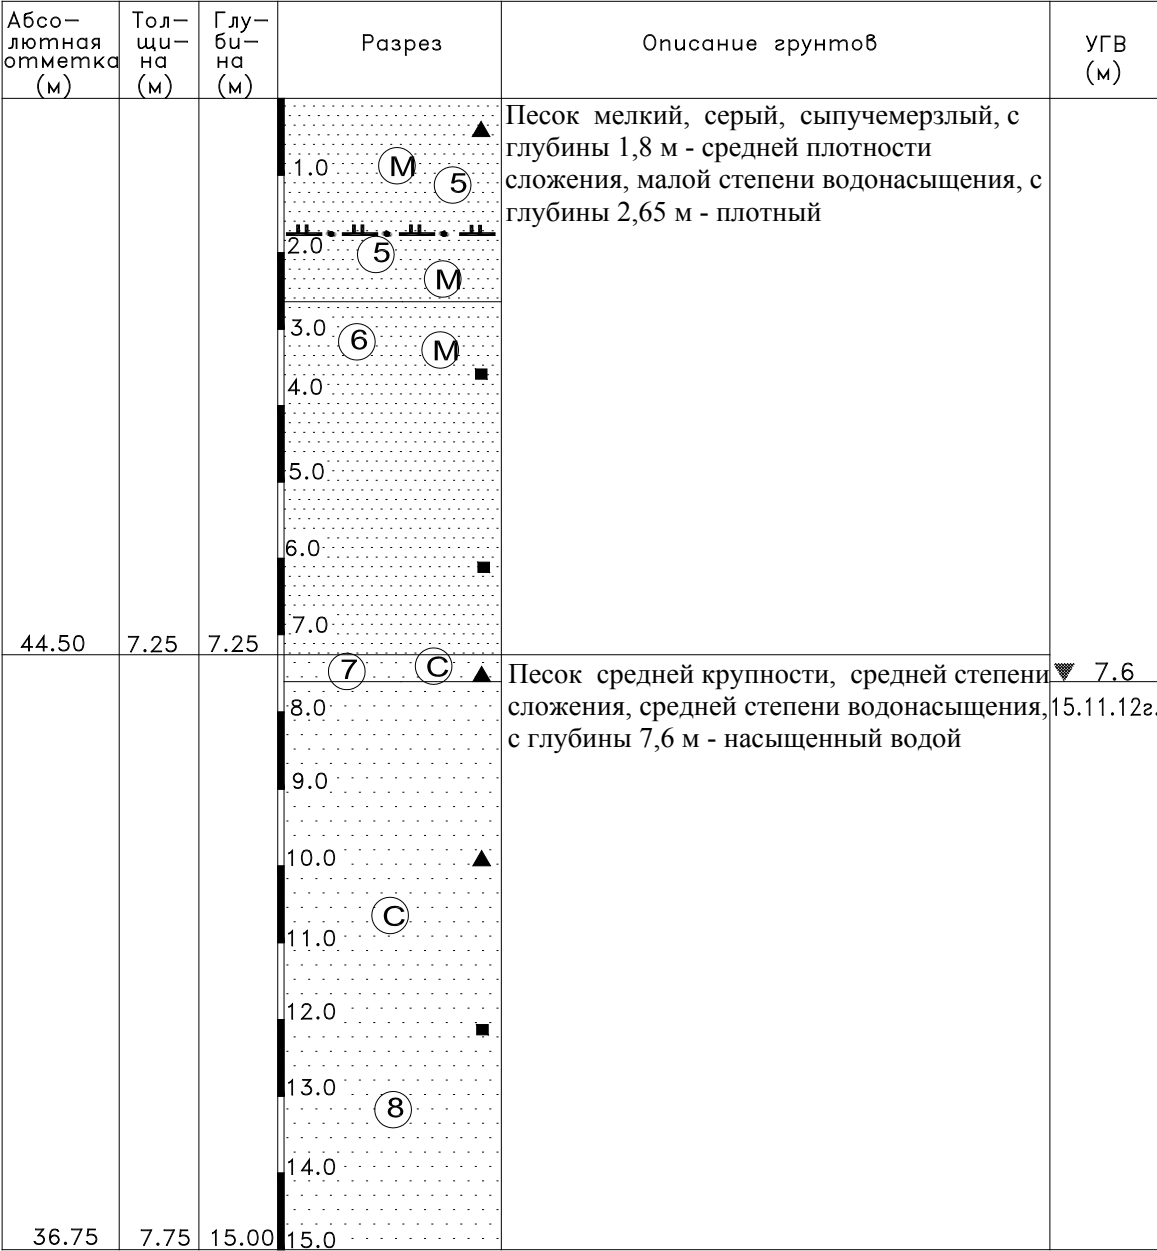 Абсо–
лютная
отметка
(м)
Тол–
щи–
на
(м)
Глу–
би–
на
(м)
Разрез
Описание грунтов
УГВ
(м)
Песок мелкий, серый, сыпучемерзлый, с
глубины 1,8 м - средней плотности
сложения, малой степени водонасыщения, с
глубины 2,65 м - плотный
1.0
М
5
2.0
5
М
3.0
6
М
4.0
5.0
6.0
7.0
44.50 7.25 7.25
7
С
Песок средней крупности, средней степени
сложения, средней степени водонасыщения,
с глубины 7,6 м - насыщенный водой
7.6
15.11.12г.
8.0
9.0
10.0
С
11.0
12.0
13.0
8
14.0
36.75 7.75 15.00 15.0